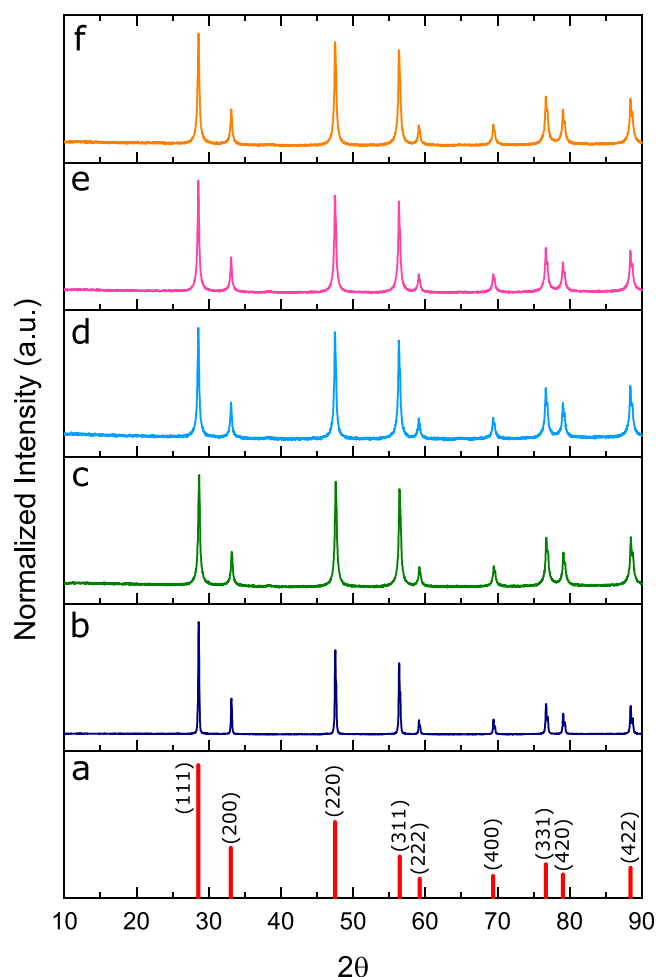 f
e
d
c
b
a
Normalized Intensity (a.u.)
(111)
(200)
(220)
(311)
(222)
(400)
(331)
(420)
(422)
10 20 30 40 50 60 70 80 90
2θ